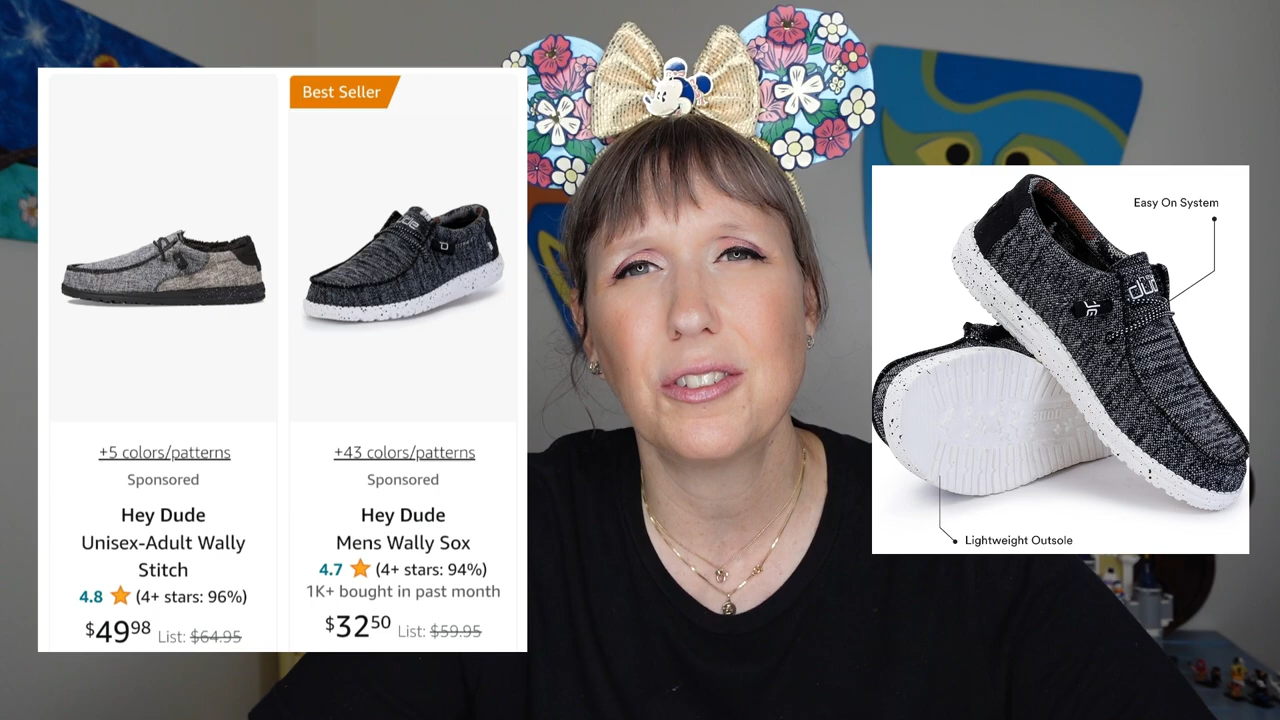 Best Seller
+5 colors/patterns
Sponsored
Hey Dude
Unisex-Adult Wally
Stitch
4.8 (4+ stars: 96%)
$49 98 List: $64.95
+43 colors/patterns
Sponsored
Hey Dude
Mens Wally Sox
4.7 (4+ stars: 94%)
1K+ bought in past month
$32 50 List: $59.95
Easy On System
dud
Lightweight Outsole